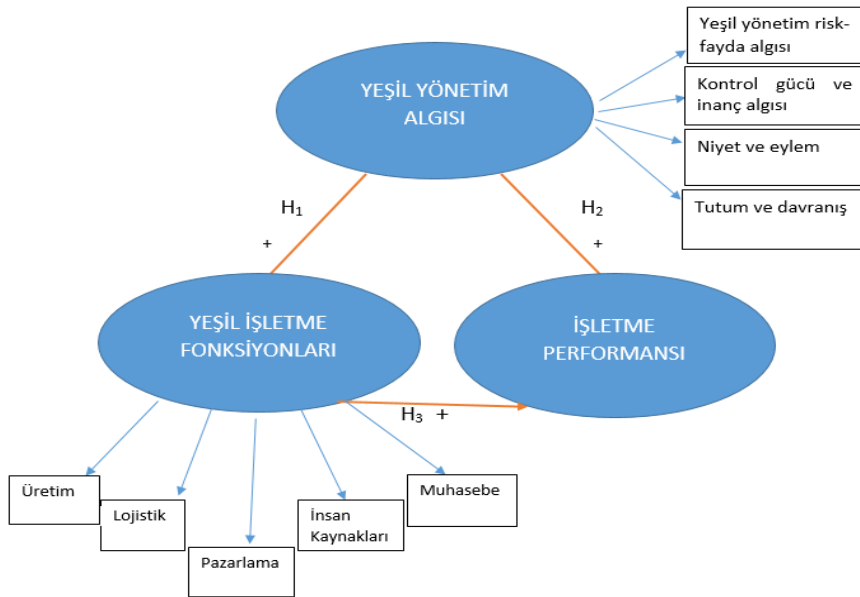 Yeşil yönetim risk-
fayda algısı
YEŞİL YÖNETİM
ALGISI
Kontrol gücü ve
inanç algısı
Niyet ve eylem
Tutum ve davranış
H₁
+
H₂
+
YEŞİL İŞLETME
FONKSİYONLARI
İŞLETME
PERFORMANSI
H₃ +
Üretim
Lojistik
Pazarlama
İnsan
Kaynakları
Muhasebe